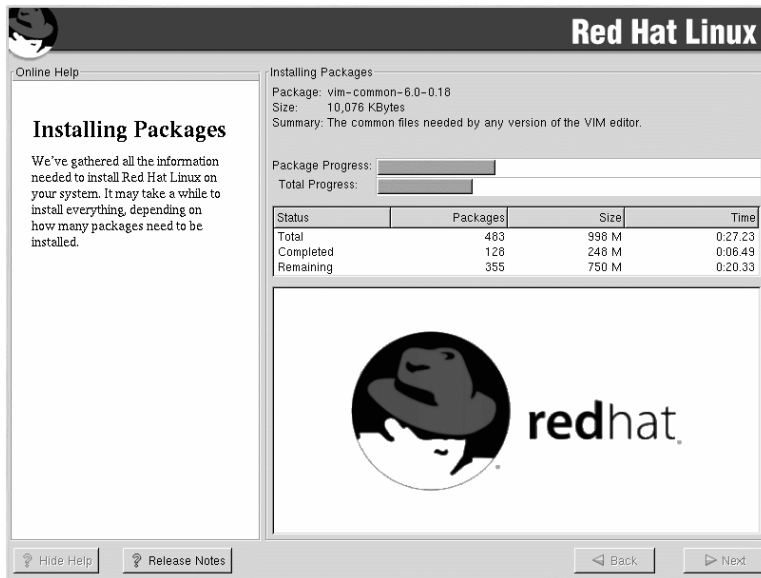 Red Hat Linux
Online Help
Installing Packages
We've gathered all the information
needed to install Red Hat Linux on
your system. It may take a while to
install everything, depending on
how many packages need to be
installed.
Installing Packages
Package: vim-common-6.0-0.18
Size: 10,076 KBytes
Summary: The common files needed by any version of the VIM editor.
Package Progress:
Total Progress:
Status Packages Size Time
Total 483 998 M 0:27.23
Completed 128 248 M 0:06.49
Remaining 355 750 M 0:20.33
redhat.
? Hide Help ? Release Notes Back Next